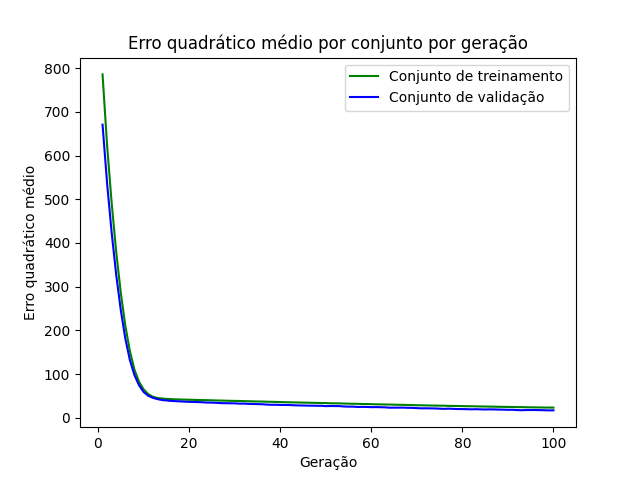 Erro quadrático médio por conjunto por geração
Conjunto de treinamento
Conjunto de validação
800
700
600
500
400
300
200
100
0
Erro quadrático médio
0 20 40 60 80 100
Geração